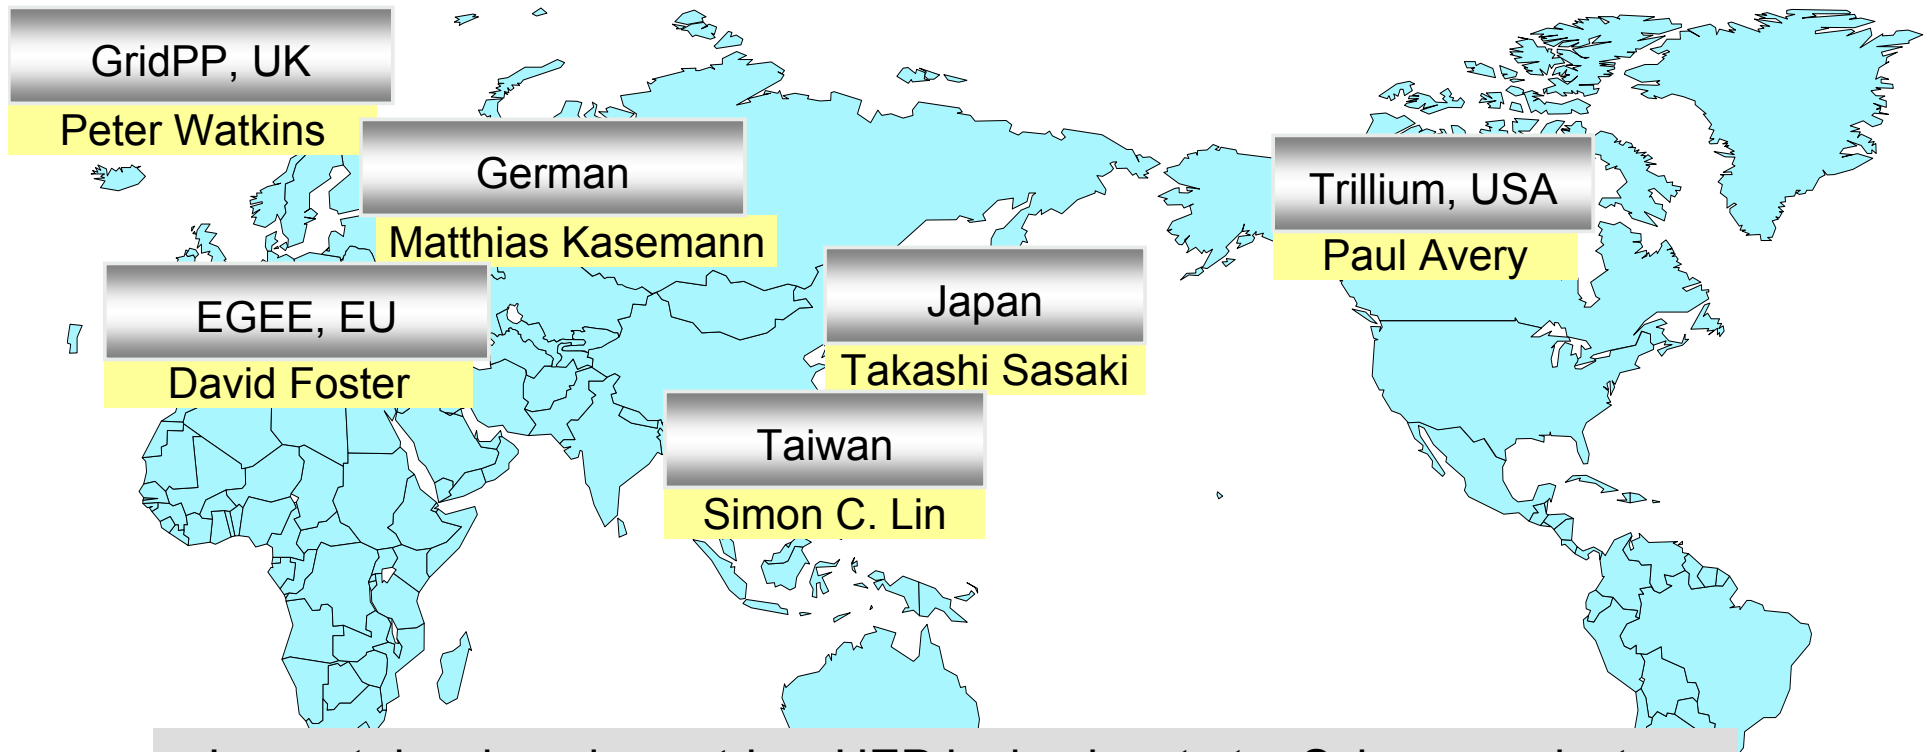 GridPP, UK
Peter Watkins
German
Matthias Kasemann
Trillium, USA
Paul Avery
EGEE, EU
David Foster
Japan
Takashi Sasaki
Taiwan
Simon C. Lin